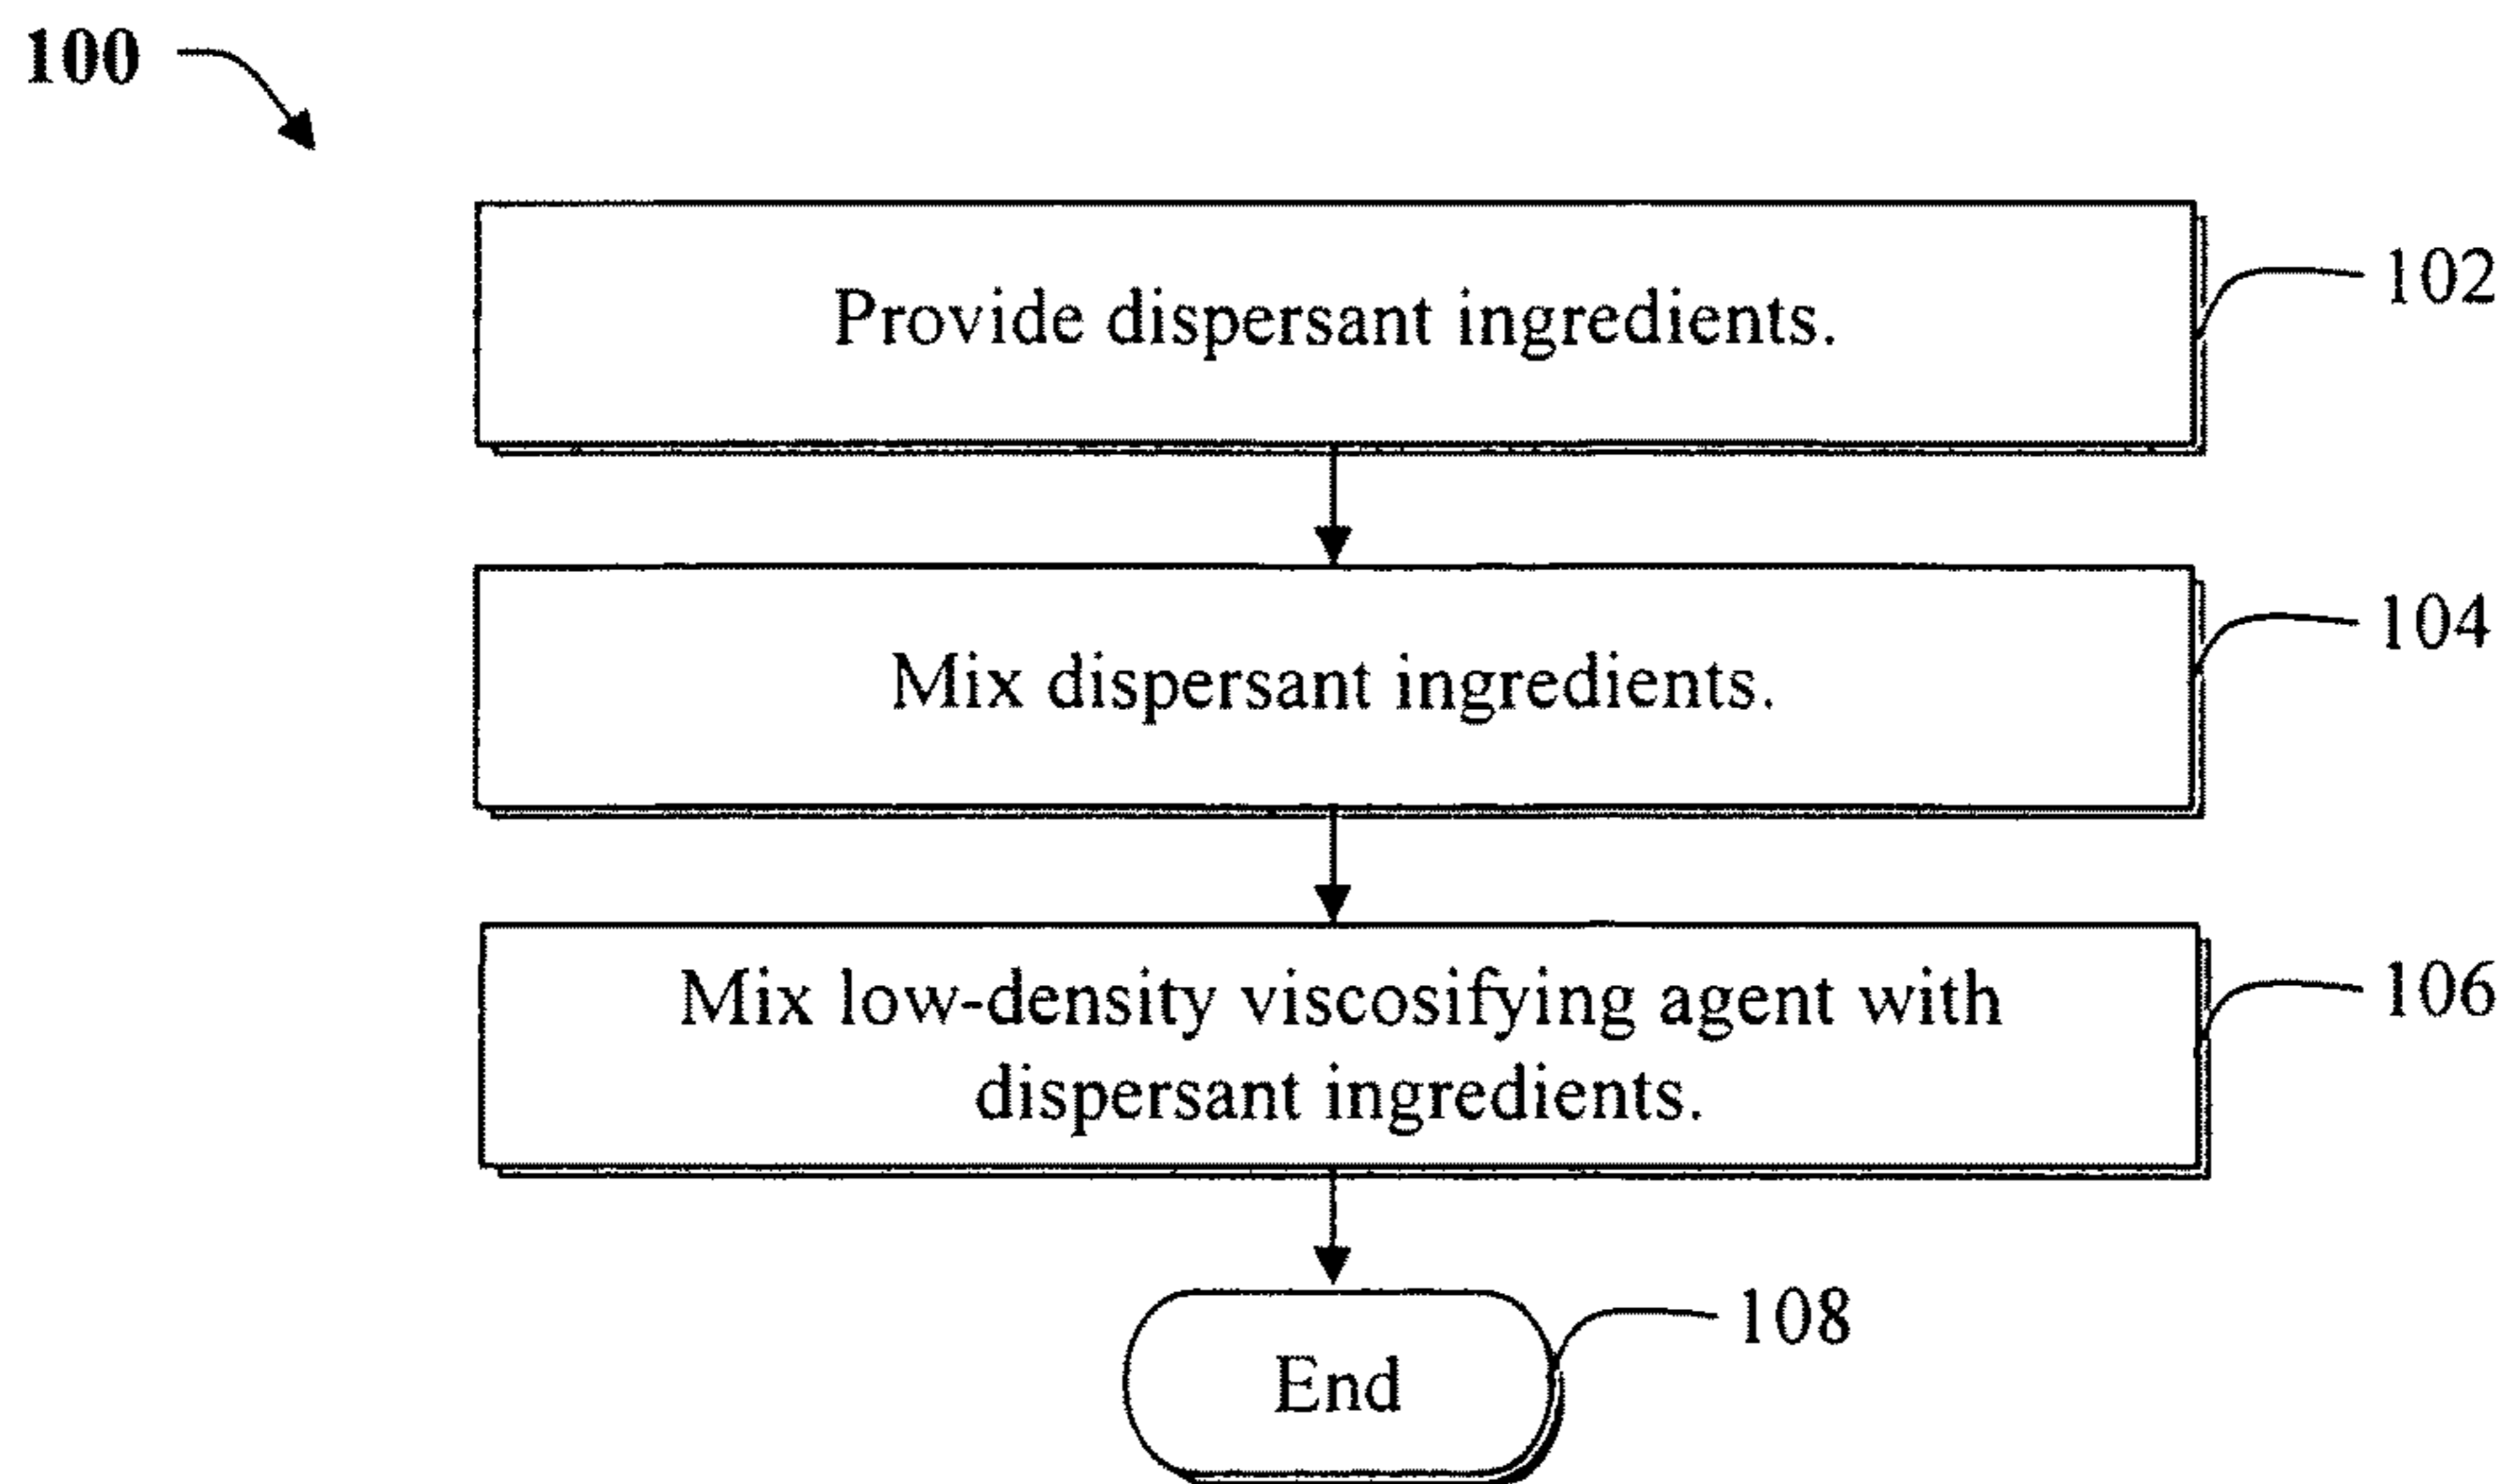 100
Provide dispersant ingredients.
102
Mix dispersant ingredients.
104
Mix low-density viscosifying agent with
dispersant ingredients.
106
End
108